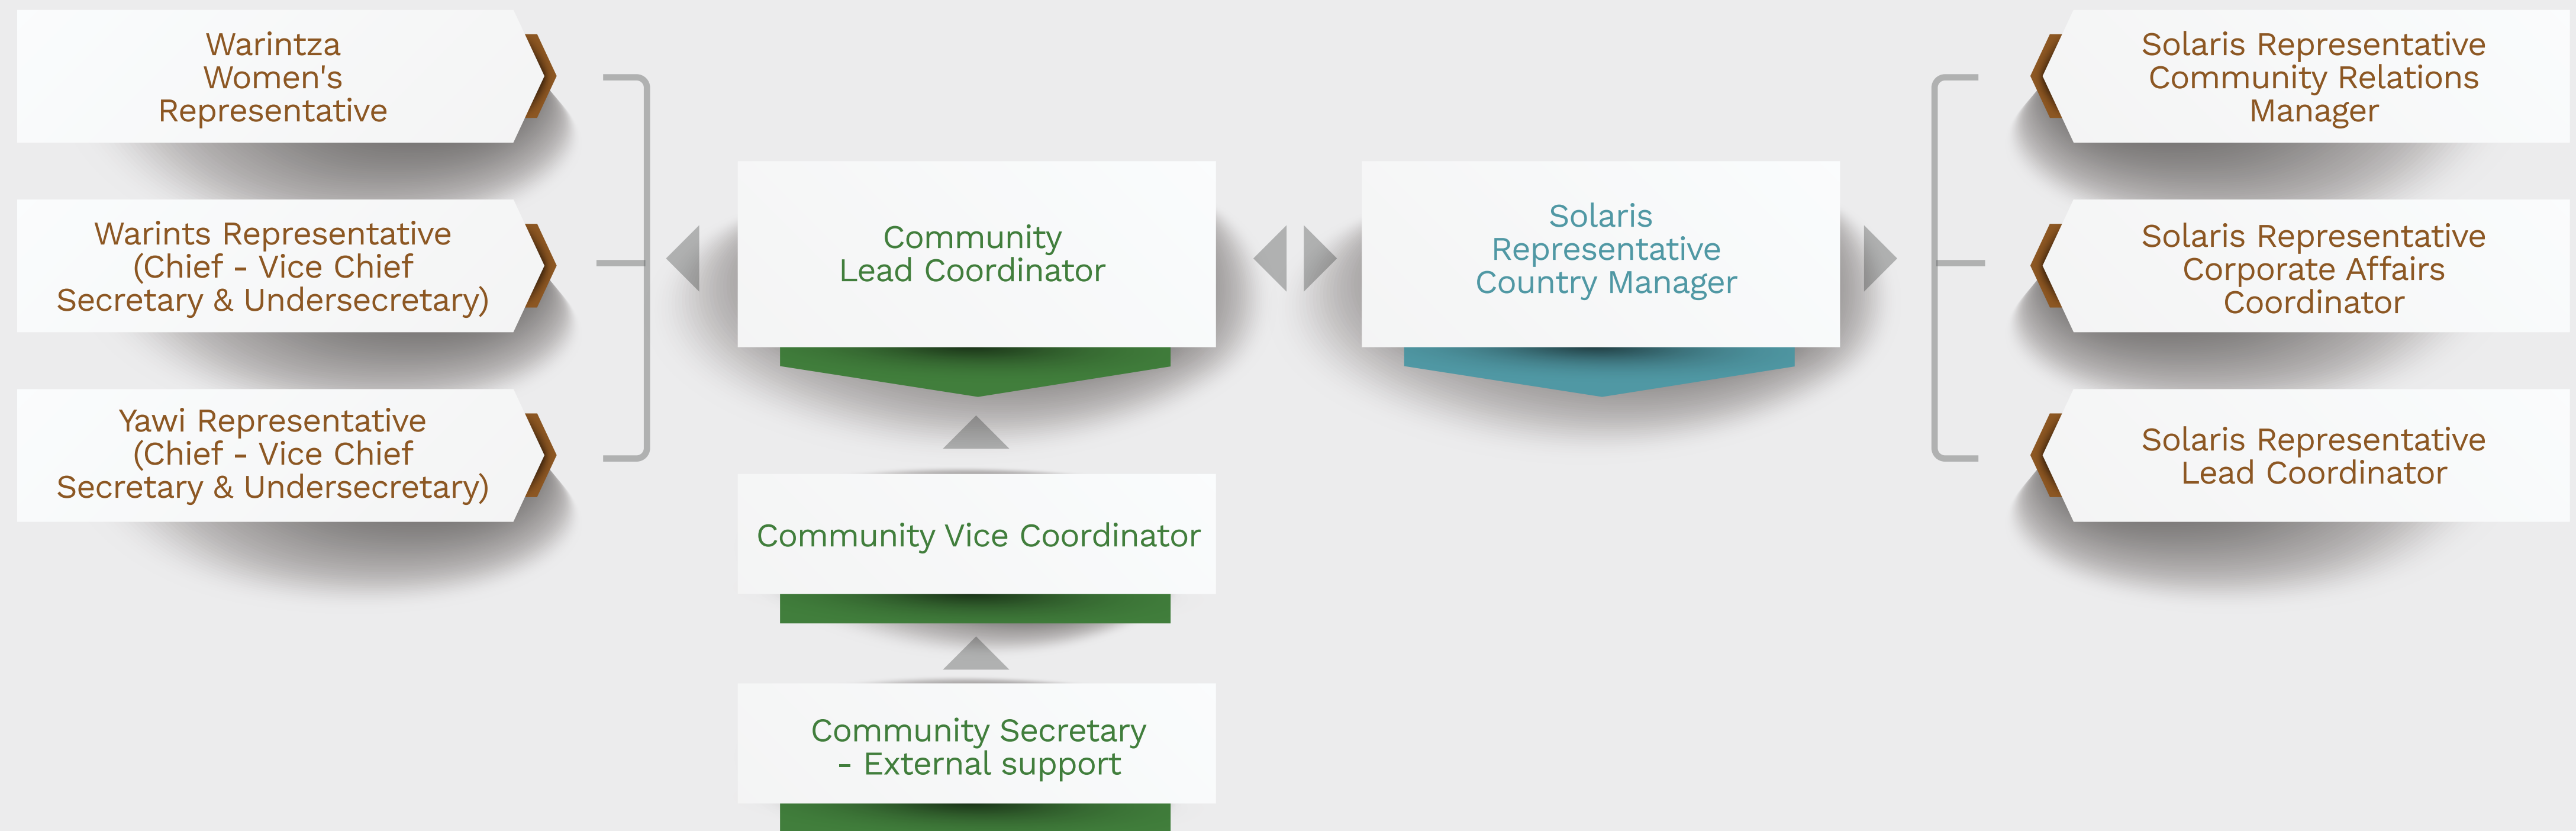 Warintza
Women's
Representative
Warints Representative
(Chief - Vice Chief
Secretary & Undersecretary)
Yawi Representative
(Chief - Vice Chief
Secretary & Undersecretary)
Community
Lead Coordinator
Community Vice Coordinator
Community Secretary
- External support
Solaris
Representative
Country Manager
Solaris Representative
Community Relations
Manager
Solaris Representative
Corporate Affairs
Coordinator
Solaris Representative
Lead Coordinator